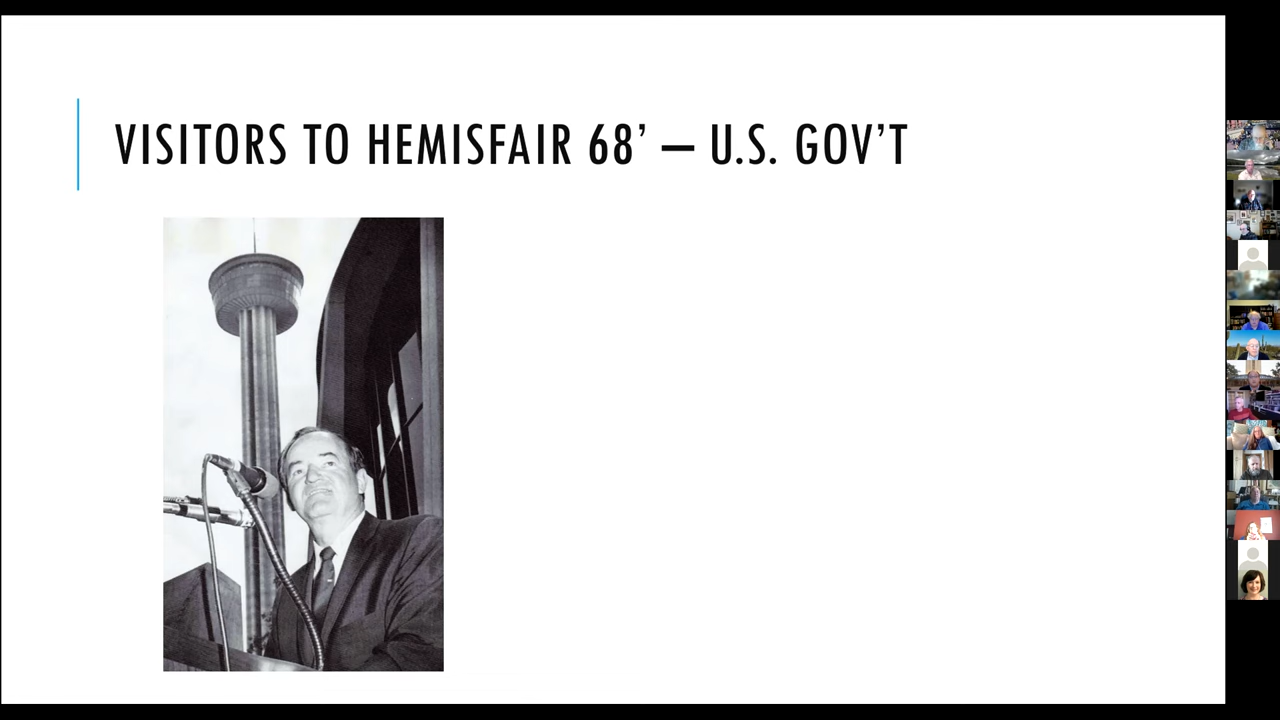 VISITORS TO HEMISFAIR 68’ – U.S. GOV’T